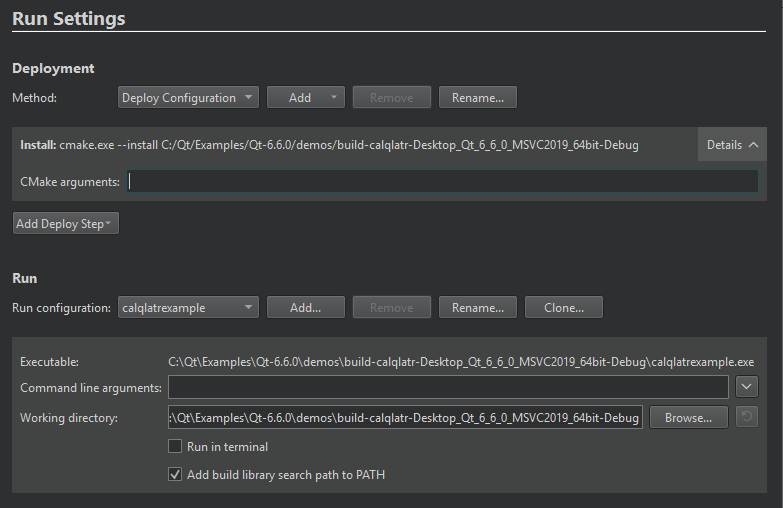 Run Settings
Deployment
Method: Deploy Configuration Add Remove Rename...
Install: cmake.exe --install C:/Qt/Examples/Qt-6.6.0/demos/build-calqlatr-Desktop_Qt_6_6_0_MSVC2019_64bit-Debug Details
CMake arguments:
Add Deploy Step
Run
Run configuration: calqlatrexample Add... Remove Rename... Clone...
Executable: C:\Qt\Examples\Qt-6.6.0\demos\build-calqlatr-Desktop_Qt_6_6_0_MSVC2019_64bit-Debug\calqlatrexample.exe
Command line arguments:
Working directory: :\Qt\Examples\Qt-6.6.0\demos\build-calqlatr-Desktop_Qt_6_6_0_MSVC2019_64bit-Debug Browse...
Run in terminal
Add build library search path to PATH